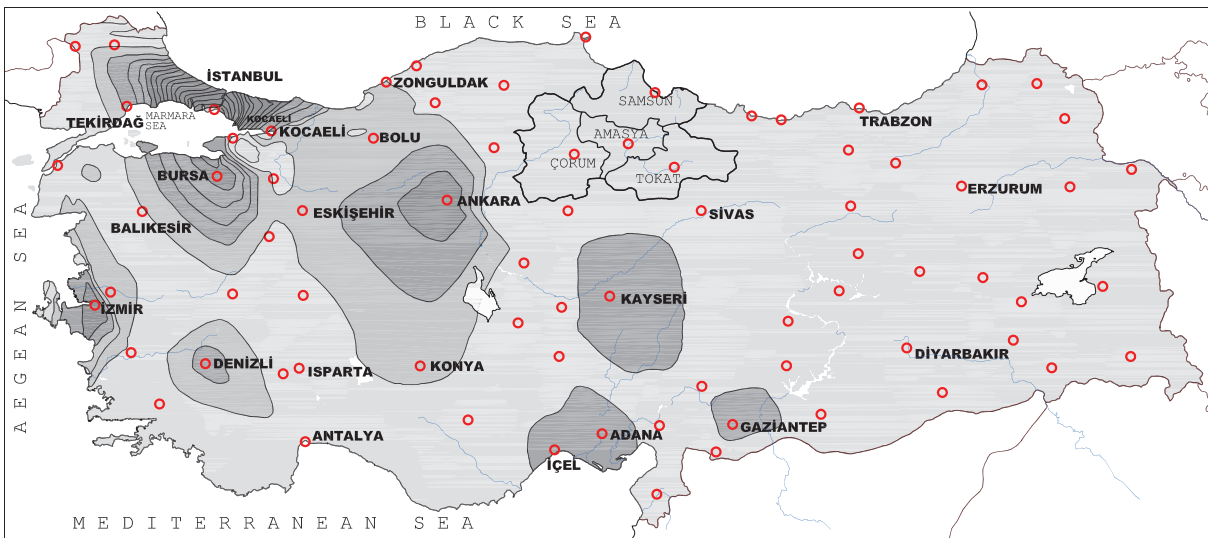 BLACK SEA
İSTANBUL
ZONGULDAK
SAMSUN
TEKİRDAĞ
MARMARA
SEA
KOCAELİ
KOCAELİ
BOLU
TRABZON
AMASYA
ÇORUM
TOKAT
BURSA
ERZURUM
ANKARA
BALIKESİR
ESKİŞEHİR
SİVAS
AEGEAN SEA
İZMİR
KAYSERİ
DENİZLİ
ISPARTA
KONYA
DİYARBAKIR
ANTALYA
ADANA
GAZİANTEP
İÇEL
MEDITERRANEAN SEA